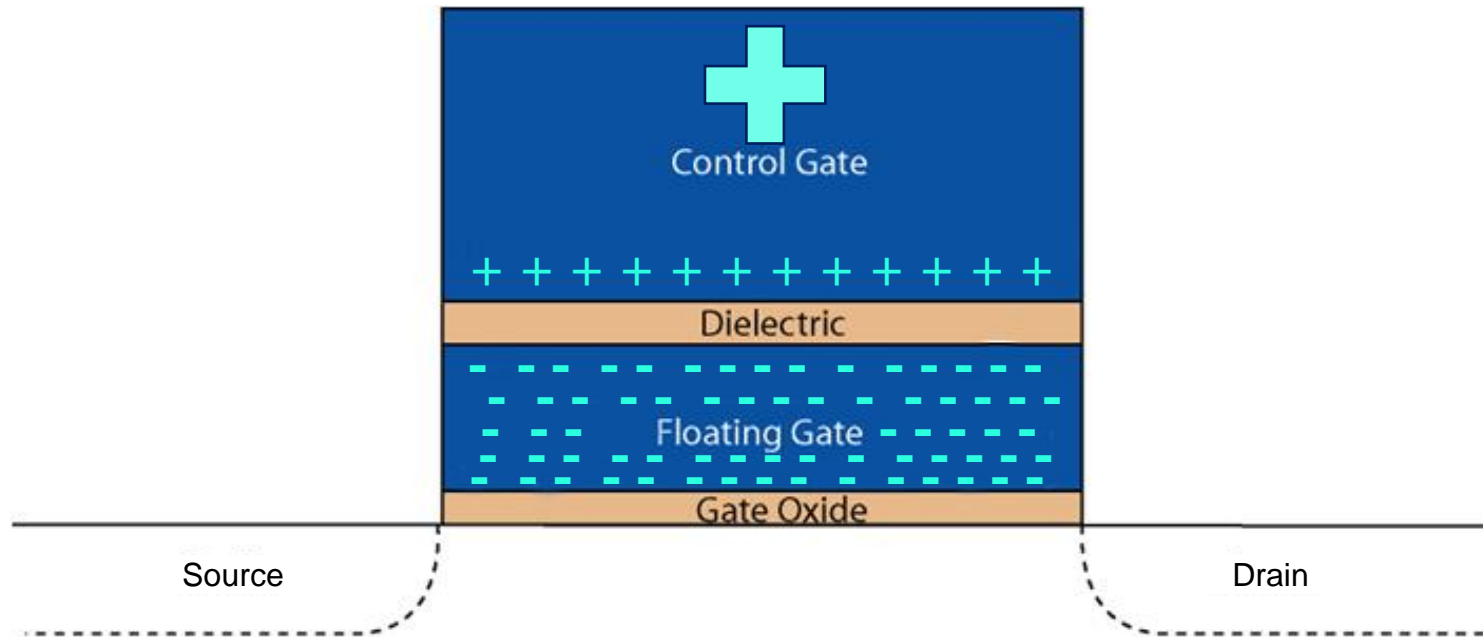 Control Gate
+ + + + + + + + + + + +
Dielectric
Floating Gate
Gate Oxide
Source
Drain